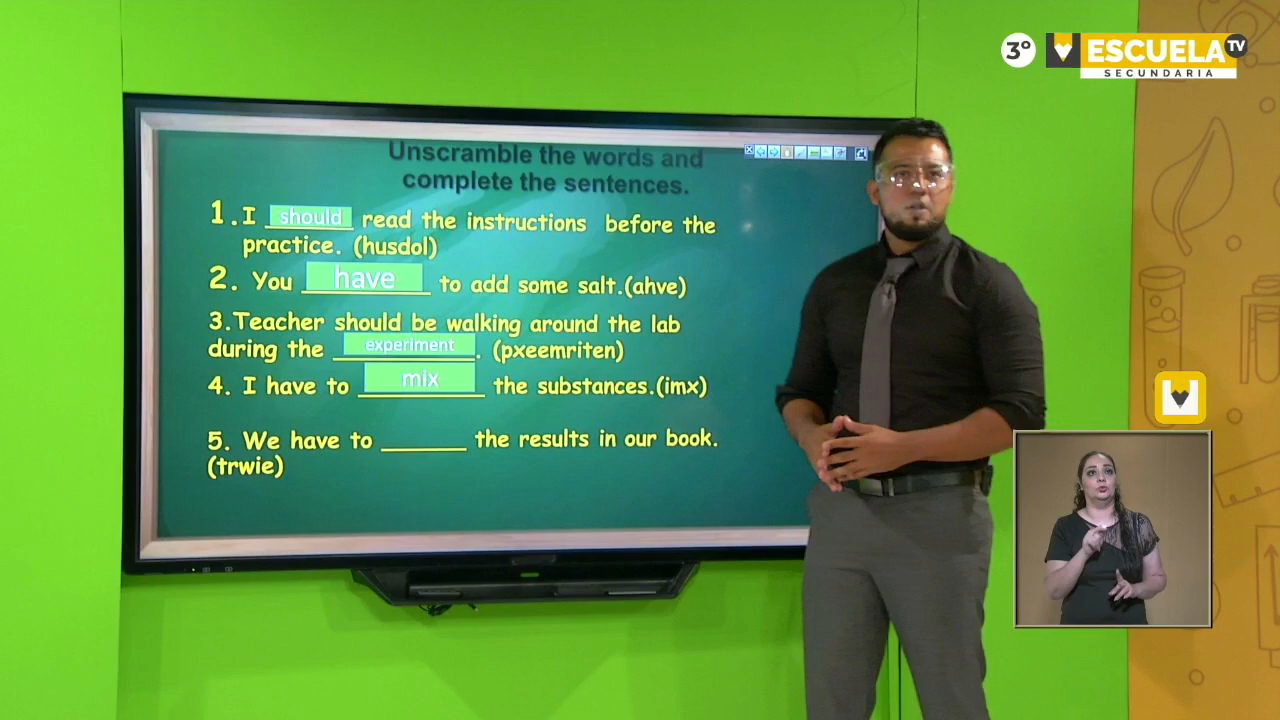 3º ESCUELA TV
SECUNDARIA
Unscramble the words and
complete the sentences.
1.I should read the instructions before the
practice. (husdol)
2. You have to add some salt.(ahve)
3.Teacher should be walking around the lab
during the experiment. (pxeemriten)
4. I have to mix the substances.(imx)
5. We have to ______ the results in our book.
(trwie)